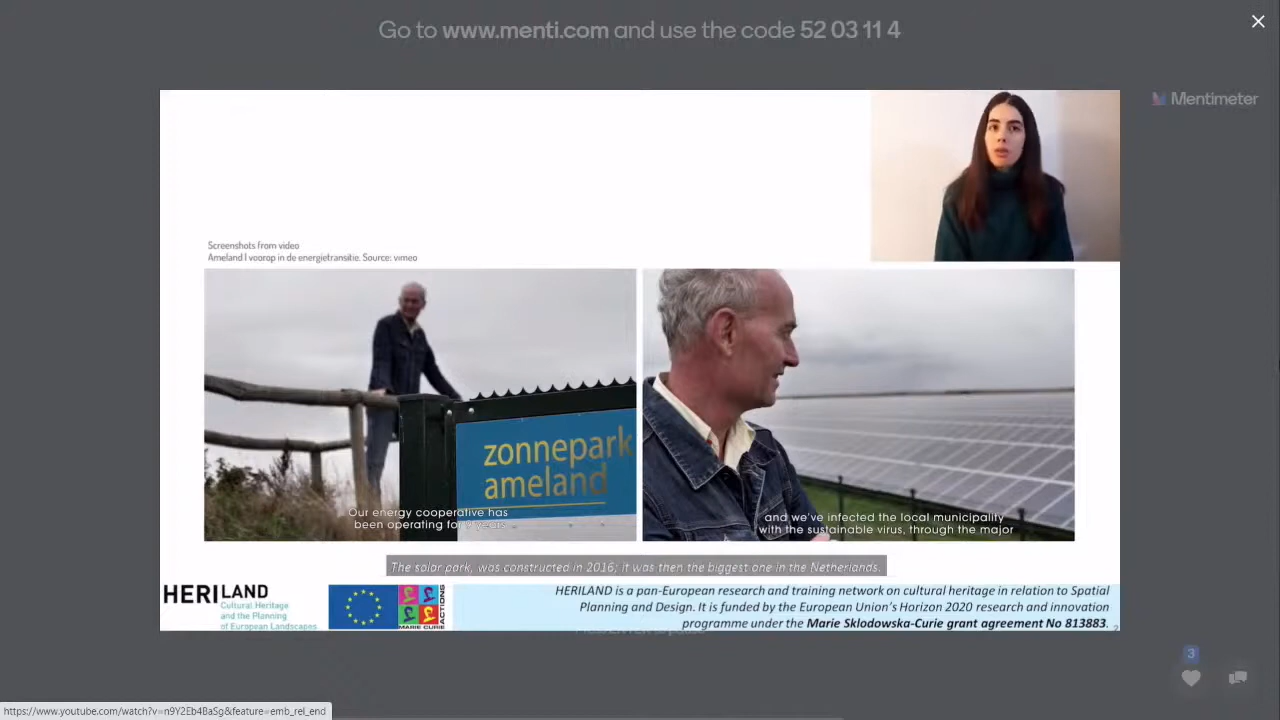 Go to www.menti.com and use the code 52 03 11 4
Mentimeter
Screenshots from video
Ameland I voorop in de energietransitie. Source: vimeo
zonnepark
ameland
Our energy cooperative has
been operating for 9 years
and we've infected the local municipality
with the sustainable virus, through the major
The solar park, was constructed in 2016; it was then the biggest one in the Netherlands.
HERILAND
Cultural Heritage
and the Planning
of European Landscapes
MARIE CURIE
ACTIONS
HERILAND is a pan-European research and training network on cultural heritage in relation to Spatial
Planning and Design. It is funded by the European Union's Horizon 2020 research and innovation
programme under the Marie Sklodowska-Curie grant agreement No 813883.
2
3
https://www.youtube.com/watch?v=n9Y2Eb4BaSg&feature=emb_rel_end